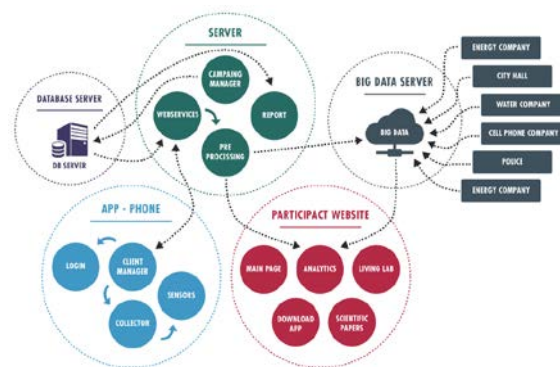 SERVER
CAMPAING
MANAGER
WEBSERVICES
REPORT
PRE
PROCESSING
DATABASE SERVER
DB SERVER
BIG DATA SERVER
BIG DATA
ENERGY COMPANY
CITY HALL
WATER COMPANY
CELL PHONE COMPANY
POLICE
ENERGY COMPANY
APP - PHONE
LOGIN
CLIENT
MANAGER
SENSORS
COLLECTOR
PARTICIPACT WEBSITE
MAIN PAGE
ANALYTICS
LIVING LAB
DOWNLOAD
APP
SCIENTIFIC
PAPERS